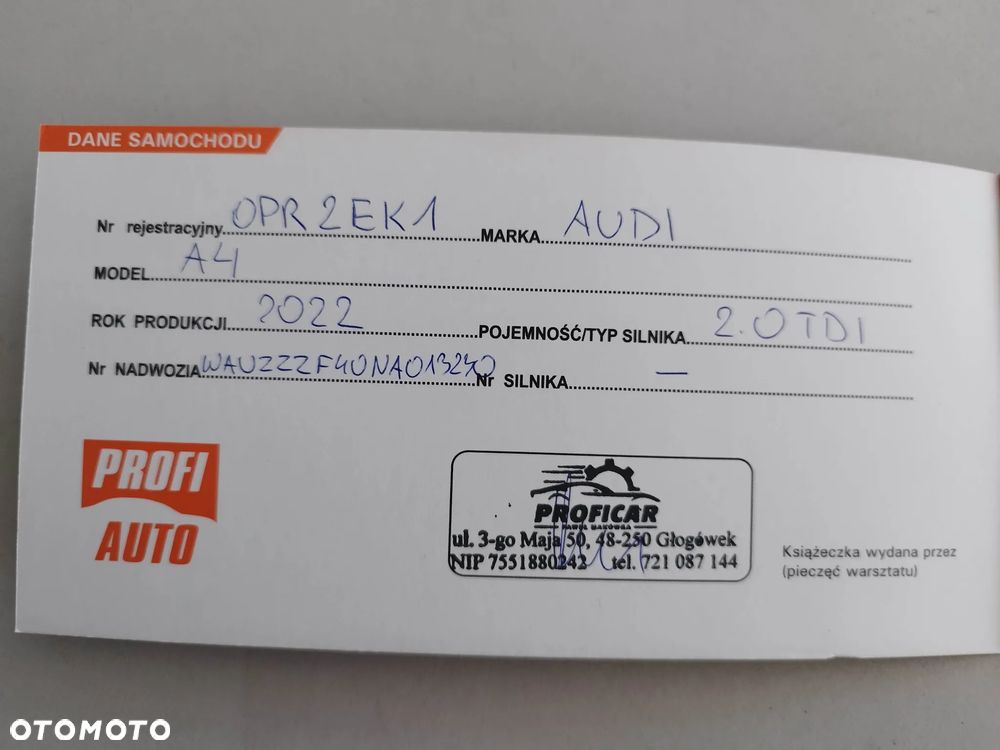 DANE SAMOCHODU
Nr rejestracyjny OPR2EK1 MARKA AUDI
MODEL A4
ROK PRODUKCJI 2022 POJEMNOŚĆ/TYP SILNIKA 2.0TDI
Nr NADWOZIA WAUZZZF40NA013240 Nr SILNIKA —
PROFI
AUTO
PROFICAR
ul. 3-go Maja 50, 48-250 Głogówek
NIP 7551880242 tel. 721 087 144
Książeczka wydana przez
(pieczęć warsztatu)
OTOMOTO